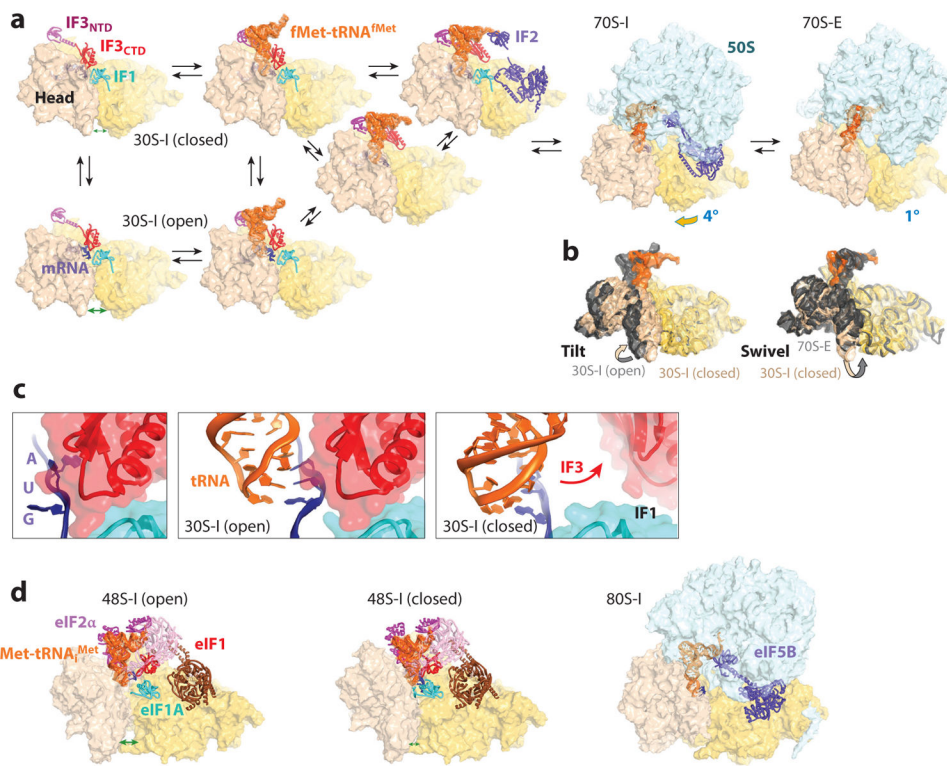 a
IF3NTD
IF3CTD
IF1
Head
fMet-tRNAfMet
IF2
70S-I
50S
70S-E
30S-I (closed)
30S-I (open)
mRNA
4°
1°
b
Tilt
30S-I (open)
30S-I (closed)
Swivel
70S-E
30S-I (closed)
c
A
U
G
tRNA
30S-I (open)
IF3
30S-I (closed)
IF1
d
48S-I (open)
eIF2α
Met-tRNAiMet
eIF1
eIF1A
48S-I (closed)
80S-I
eIF5B